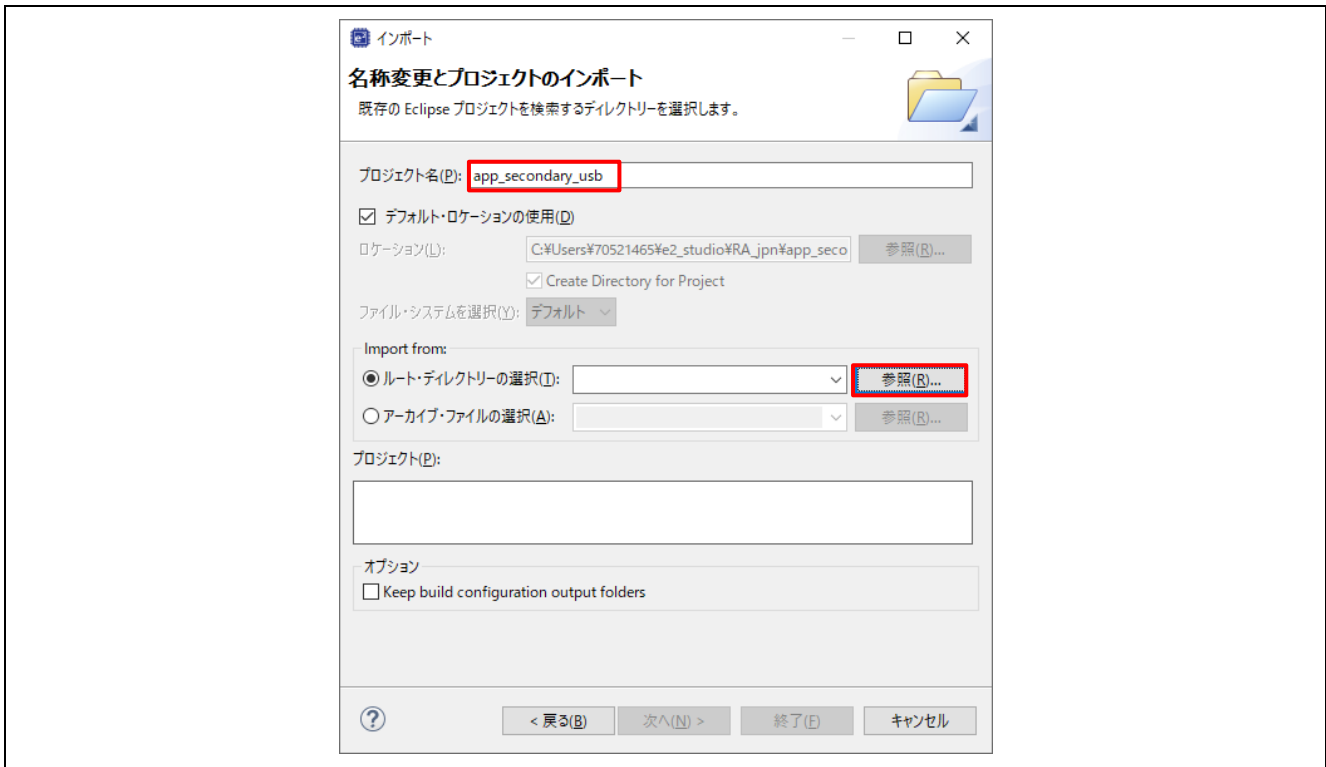 インポート
名称変更とプロジェクトのインポート
既存の Eclipse プロジェクトを検索するディレクトリーを選択します。
プロジェクト名(P): app_secondary_usb
デフォルト・ロケーションの使用(D)
ロケーション(L): C:¥Users¥70521465¥e2_studio¥RA_jpn¥app_seco 参照(R)...
Create Directory for Project
ファイル・システムを選択(Y): デフォルト
Import from:
ルート・ディレクトリーの選択(T): 参照(R)...
アーカイブ・ファイルの選択(A): 参照(R)...
プロジェクト(P):
オプション
Keep build configuration output folders
? < 戻る(B) 次へ(N) > 終了(F) キャンセル